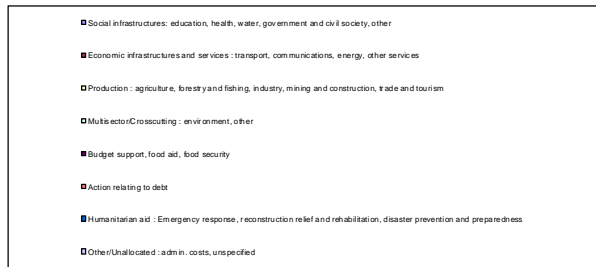 Social infrastructures: education, health, water, government and civil society, other
Economic infrastructures and services : transport, communications, energy, other services
Production : agriculture, forestry and fishing, industry, mining and construction, trade and tourism
Multisector/Crosscutting : environment, other
Budget support, food aid, food security
Action relating to debt
Humanitarian aid : Emergency response, reconstruction relief and rehabilitation, disaster prevention and preparedness
Other/Unallocated : admin. costs, unspecified